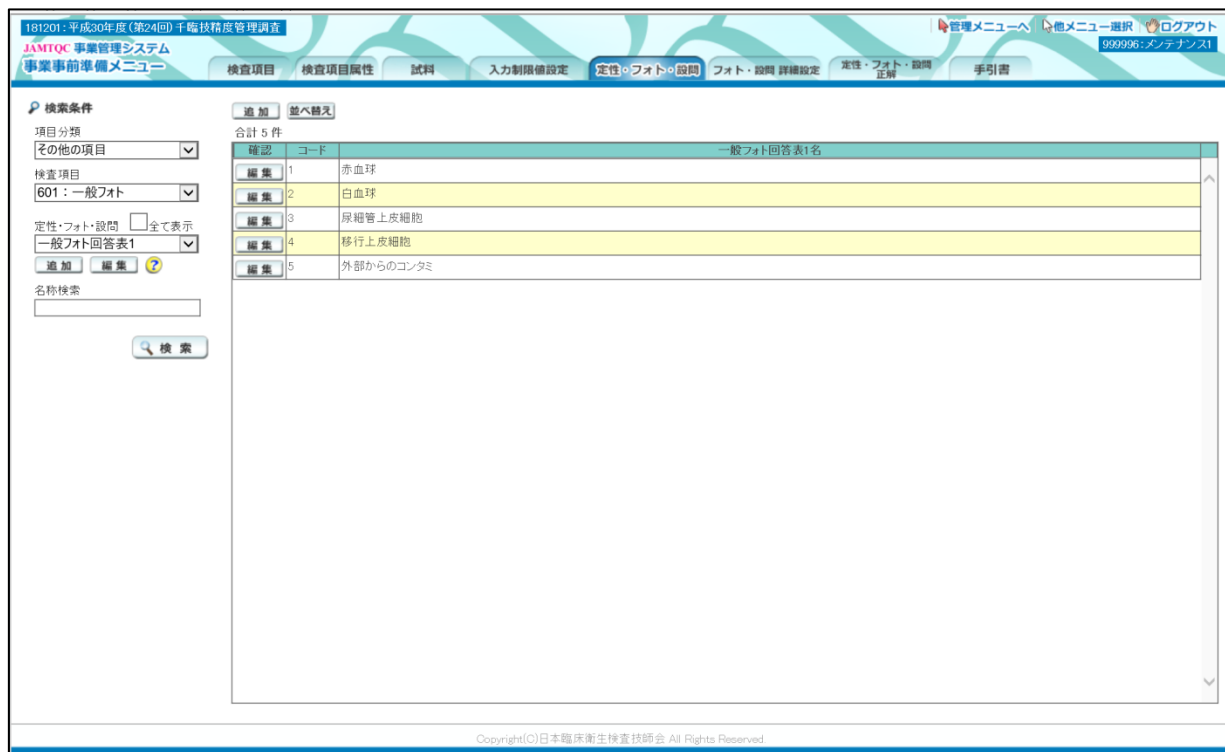 181201:平成30年度(第24回)千臨技精度管理調査
管理メニューへ 他メニュー選択 ログアウト
JAMTQC 事業管理システム
999996:メンテナンス1
事業事前準備メニュー
検査項目 検査項目属性 試料 入力制限値設定 定性・フォト・設問 フォト・設問 詳細設定 定性・フォト・設問 正解 手引書
検索条件
追加 並べ替え
項目分類
合計 5 件
その他の項目
確認 コード 一般フォト回答表1名
検査項目
編集 1 赤血球
601:一般フォト
編集 2 白血球
定性・フォト・設問 全て表示
編集 3 尿細管上皮細胞
一般フォト回答表1
編集 4 移行上皮細胞
追加 編集 ?
編集 5 外部からのコンタミ
名称検索
検索
Copyright(C)日本臨床衛生検査技師会 All Rights Reserved.